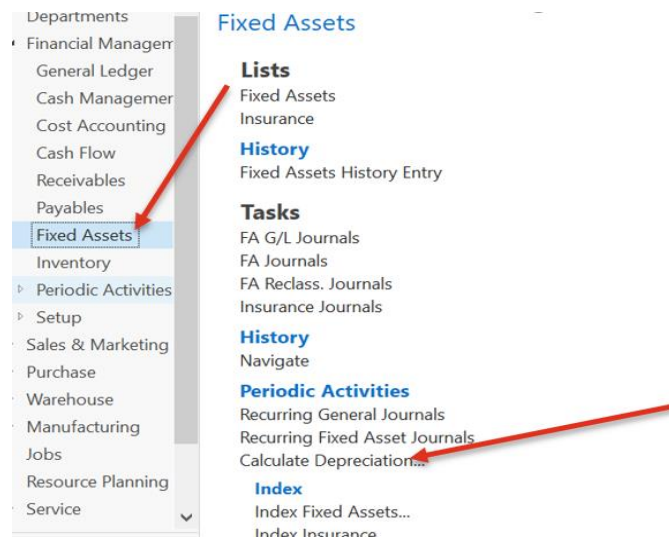 Departments
Financial Managem
General Ledger
Cash Managemer
Cost Accounting
Cash Flow
Receivables
Payables
Fixed Assets
Inventory
Periodic Activities
Setup
Sales & Marketing
Purchase
Warehouse
Manufacturing
Jobs
Resource Planning
Service
Fixed Assets
Lists
Fixed Assets
Insurance
History
Fixed Assets History Entry
Tasks
FA G/L Journals
FA Journals
FA Reclass. Journals
Insurance Journals
History
Navigate
Periodic Activities
Recurring General Journals
Recurring Fixed Asset Journals
Calculate Depreciation...
Index
Index Fixed Assets...
Index Insurance